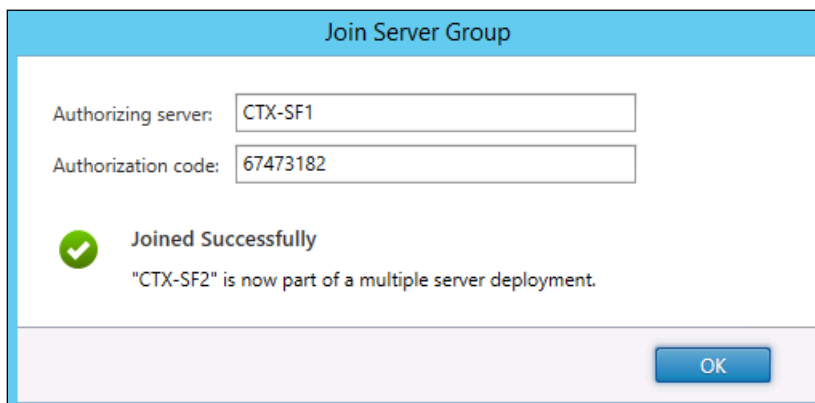 Join Server Group
Authorizing server: CTX-SF1
Authorization code: 67473182
Joined Successfully
"CTX-SF2" is now part of a multiple server deployment.
OK